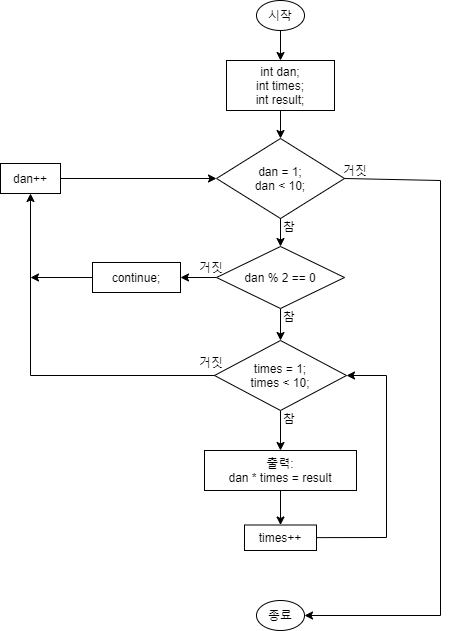 시작
int dan;
int times;
int result;
dan = 1;
dan < 10;
거짓
dan++
참
거짓
dan % 2 == 0
continue;
참
거짓
times = 1;
times < 10;
참
출력:
dan * times = result
times++
종료